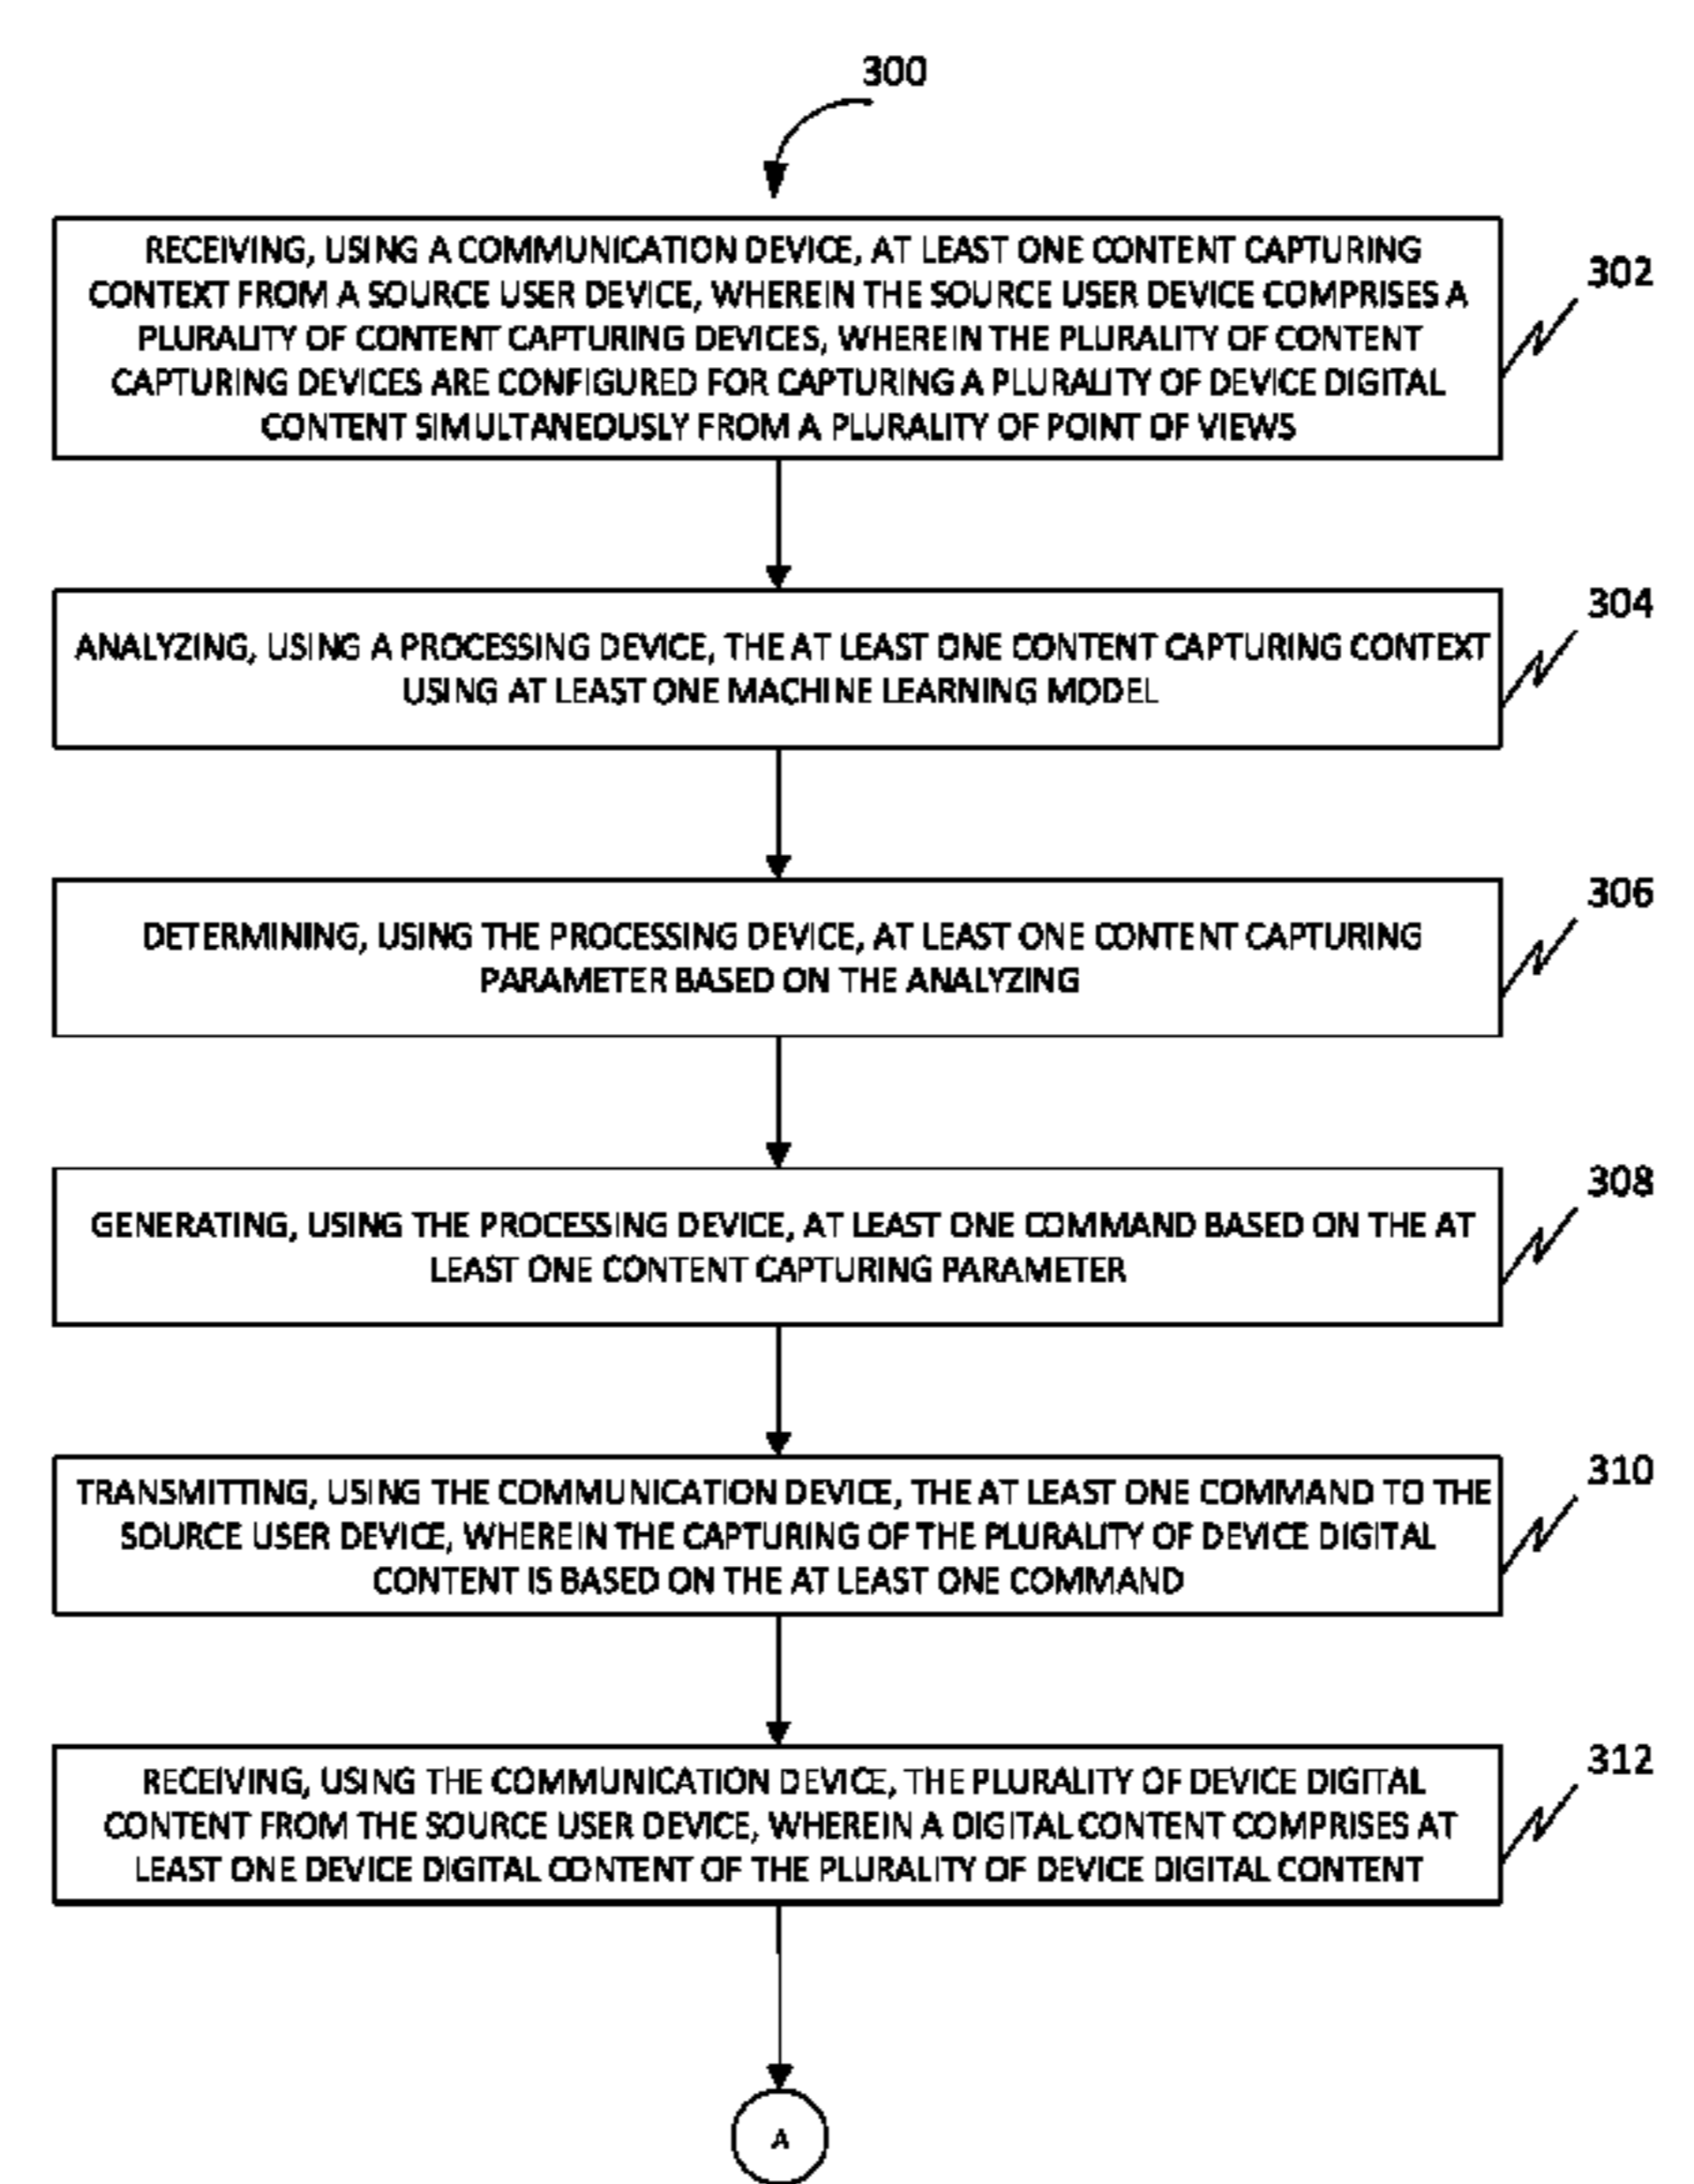 300
RECEIVING, USING A COMMUNICATION DEVICE, AT LEAST ONE CONTENT CAPTURING
CONTEXT FROM A SOURCE USER DEVICE, WHEREIN THE SOURCE USER DEVICE COMPRISES A
PLURALITY OF CONTENT CAPTURING DEVICES, WHEREIN THE PLURALITY OF CONTENT
CAPTURING DEVICES ARE CONFIGURED FOR CAPTURING A PLURALITY OF DEVICE DIGITAL
CONTENT SIMULTANEOUSLY FROM A PLURALITY OF POINT OF VIEWS
302
ANALYZING, USING A PROCESSING DEVICE, THE AT LEAST ONE CONTENT CAPTURING CONTEXT
USING AT LEAST ONE MACHINE LEARNING MODEL
304
DETERMINING, USING THE PROCESSING DEVICE, AT LEAST ONE CONTENT CAPTURING
PARAMETER BASED ON THE ANALYZING
306
GENERATING, USING THE PROCESSING DEVICE, AT LEAST ONE COMMAND BASED ON THE AT
LEAST ONE CONTENT CAPTURING PARAMETER
308
TRANSMITTING, USING THE COMMUNICATION DEVICE, THE AT LEAST ONE COMMAND TO THE
SOURCE USER DEVICE, WHEREIN THE CAPTURING OF THE PLURALITY OF DEVICE DIGITAL
CONTENT IS BASED ON THE AT LEAST ONE COMMAND
310
RECEIVING, USING THE COMMUNICATION DEVICE, THE PLURALITY OF DEVICE DIGITAL
CONTENT FROM THE SOURCE USER DEVICE, WHEREIN A DIGITAL CONTENT COMPRISES AT
LEAST ONE DEVICE DIGITAL CONTENT OF THE PLURALITY OF DEVICE DIGITAL CONTENT
312
A